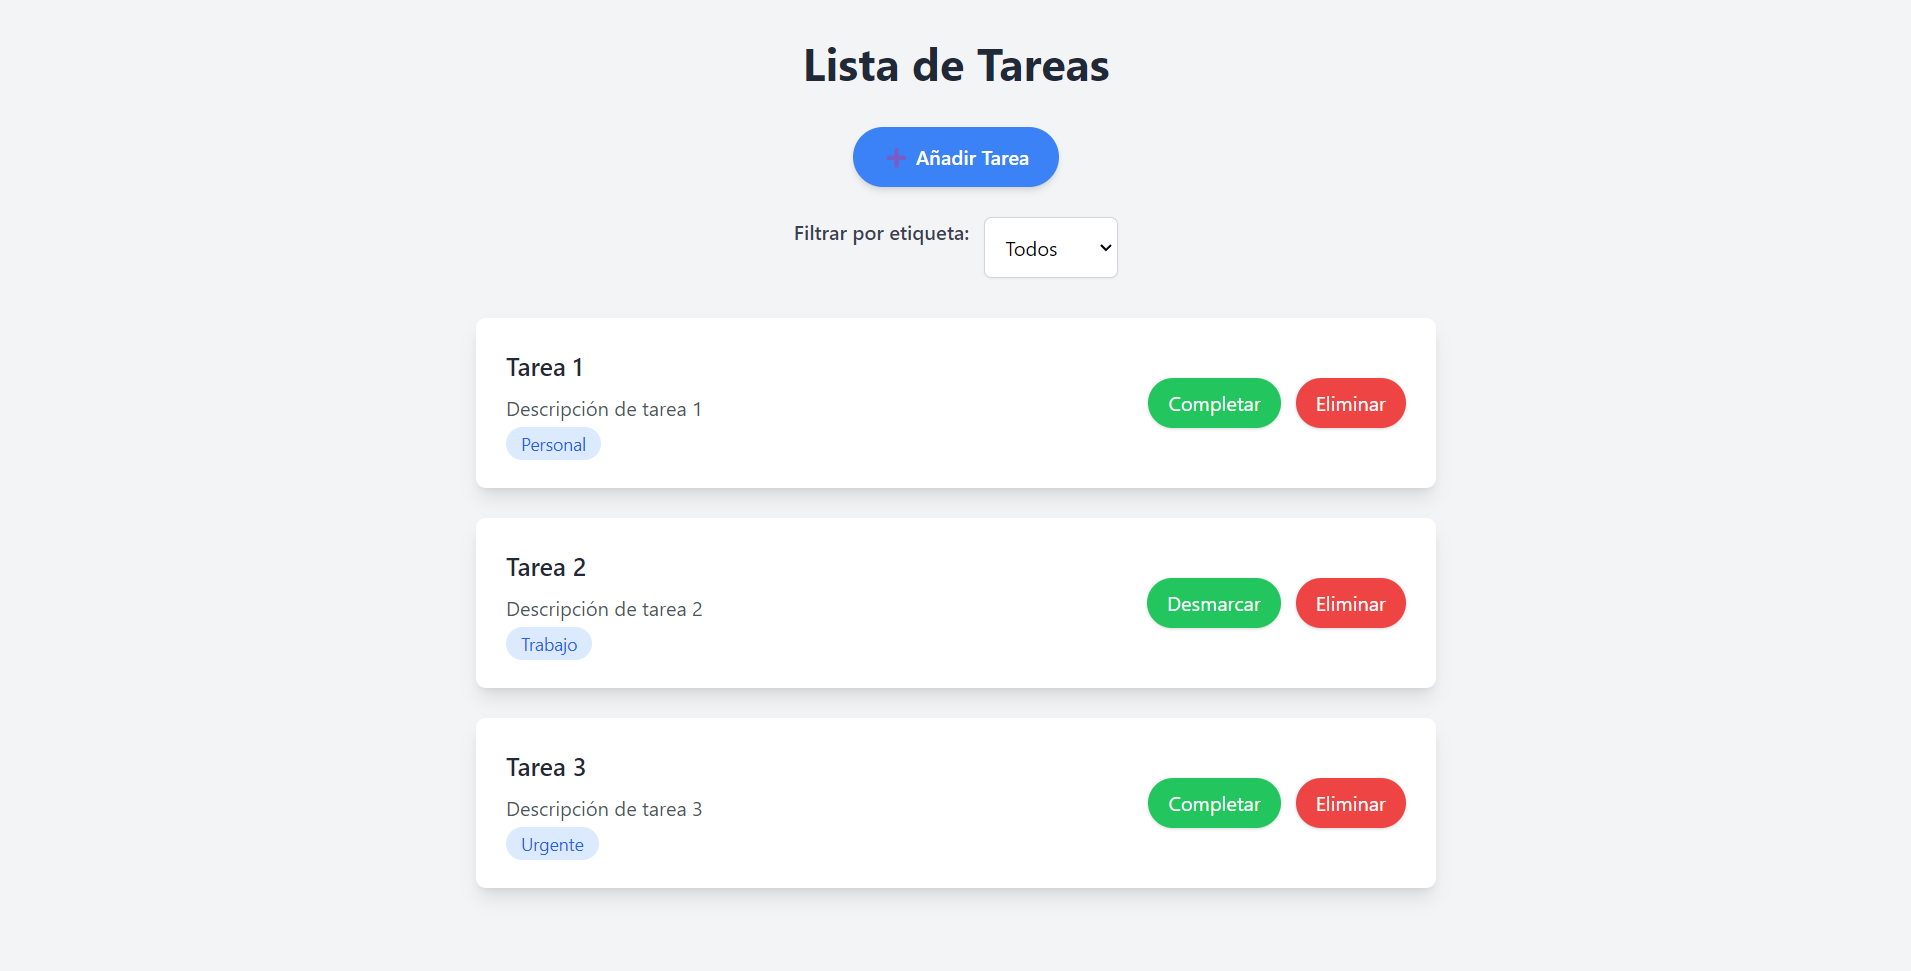 Lista de Tareas
➕ Añadir Tarea
Filtrar por etiqueta: Todos
Tarea 1
Descripción de tarea 1
Personal
Completar Eliminar
Tarea 2
Descripción de tarea 2
Trabajo
Desmarcar Eliminar
Tarea 3
Descripción de tarea 3
Urgente
Completar Eliminar